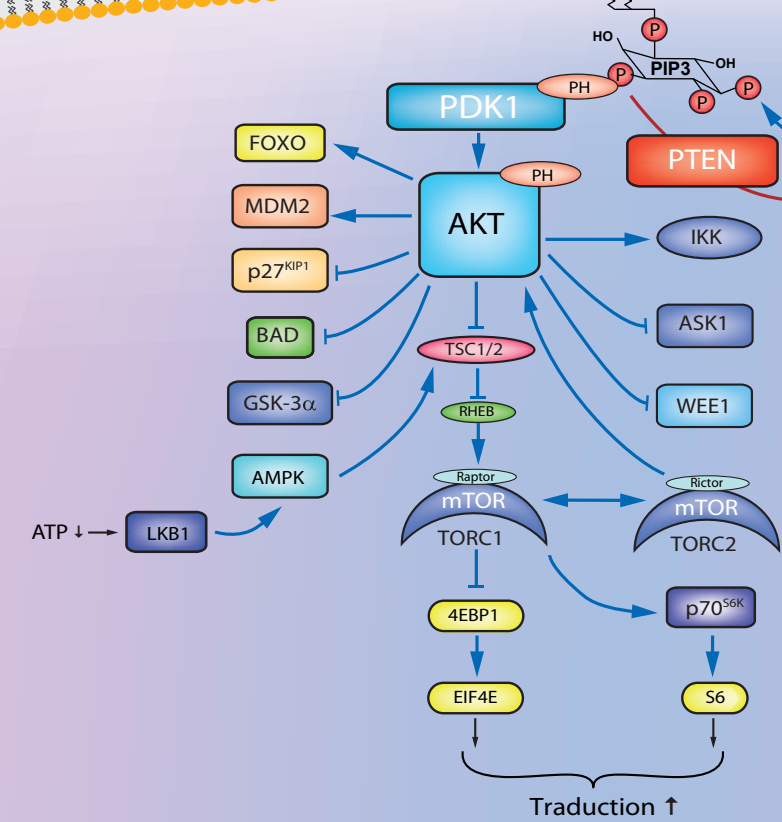 P
HO
PIP3
OH
P
P
P
PDK1
PH
PTEN
FOXO
PH
MDM2
AKT
IKK
p27ᴷᴵᴾ¹
BAD
ASK1
TSC1/2
GSK-3α
WEE1
RHEB
AMPK
Raptor
mTOR
TORC1
Rictor
mTOR
TORC2
ATP ↓
LKB1
4EBP1
p70ˢ⁶ᴷ
EIF4E
S6
Traduction ↑